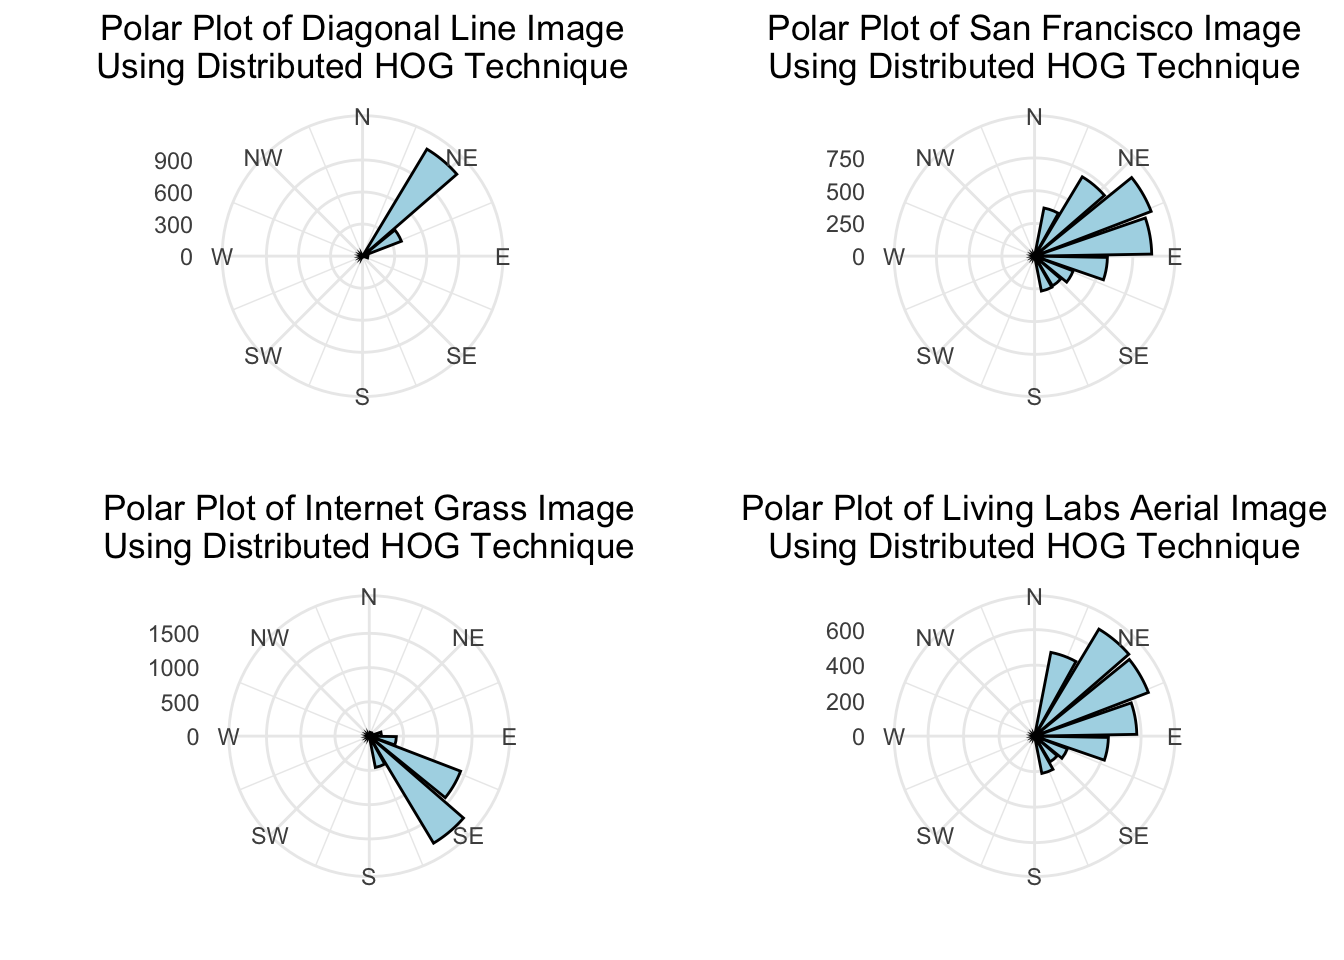 Polar Plot of Diagonal Line Image
Using Distributed HOG Technique
N
NW
NE
900
600
300
0
W
E
SW
SE
S
Polar Plot of San Francisco Image
Using Distributed HOG Technique
N
NW
NE
750
500
250
0
W
E
SW
SE
S
Polar Plot of Internet Grass Image
Using Distributed HOG Technique
N
NW
NE
1500
1000
500
0
W
E
SW
SE
S
Polar Plot of Living Labs Aerial Image
Using Distributed HOG Technique
N
NW
NE
600
400
200
0
W
E
SW
SE
S